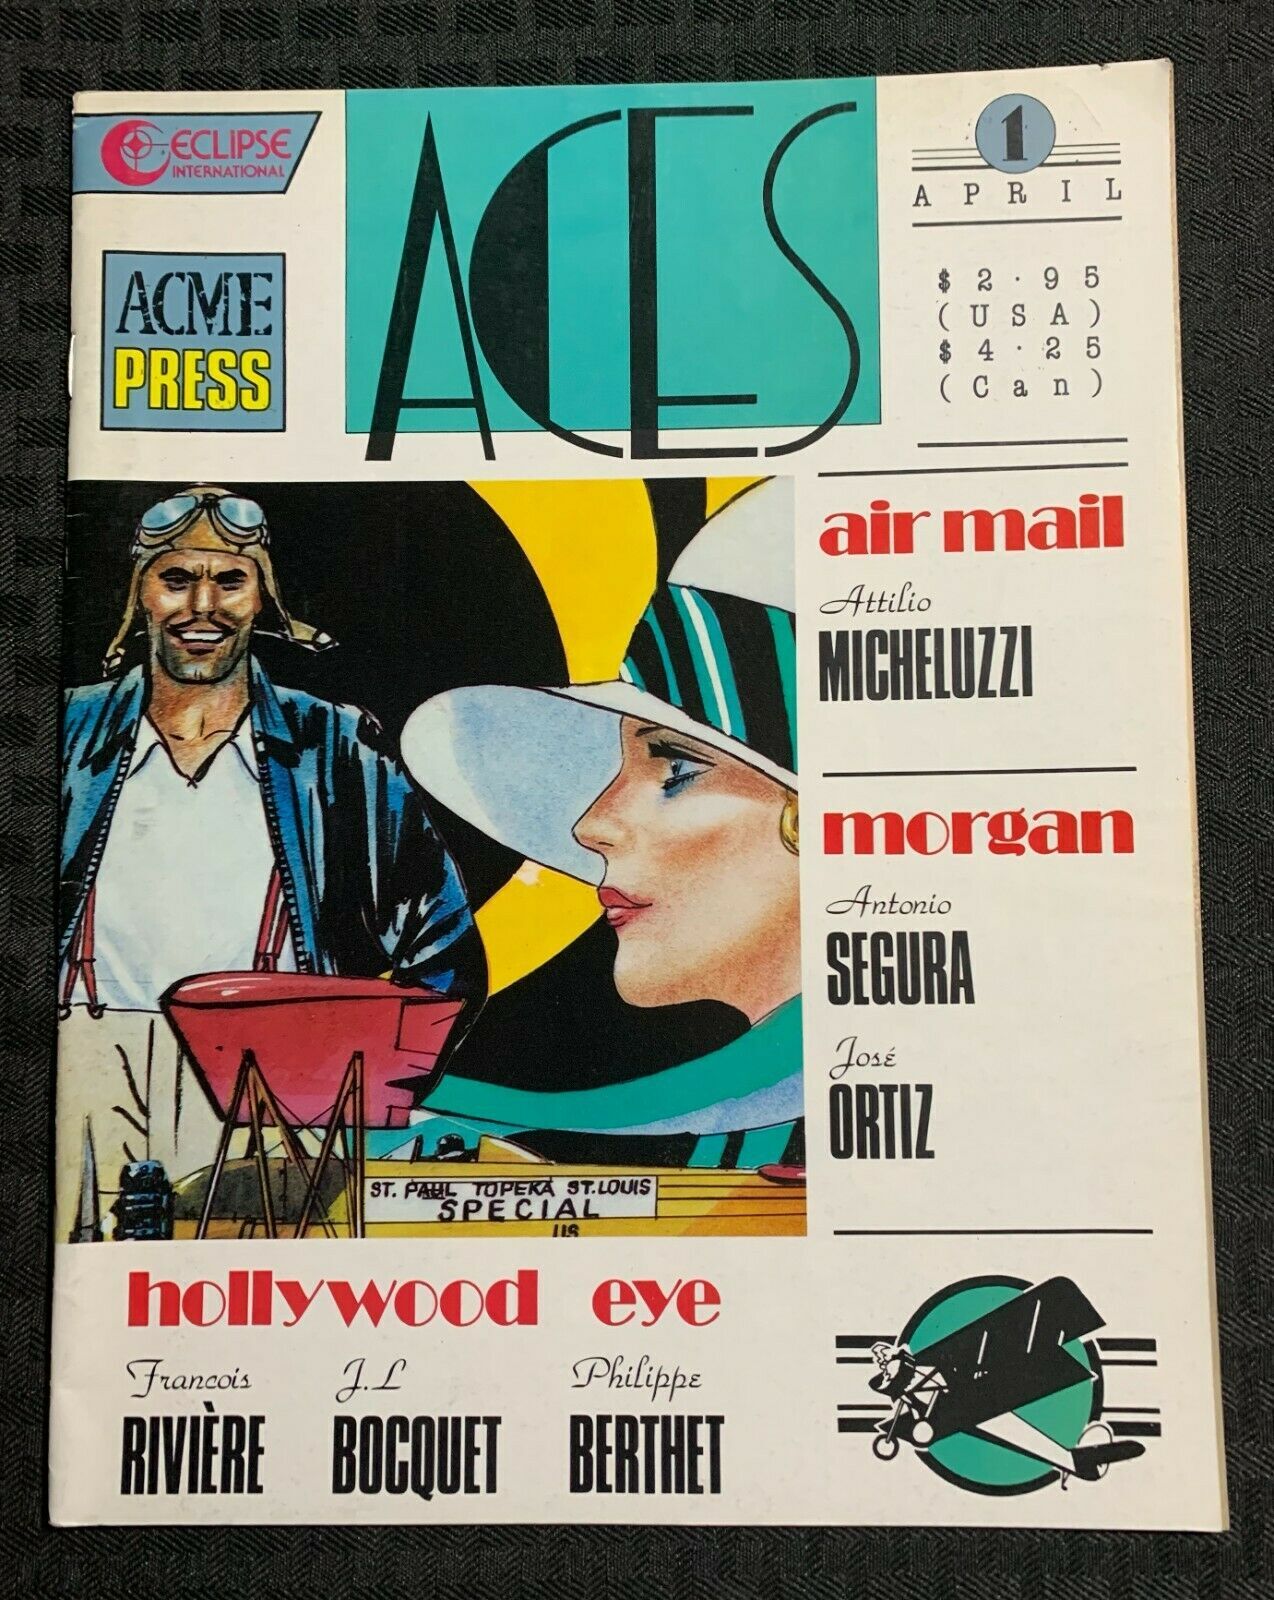 ECLIPSE
INTERNATIONAL
ACME
PRESS
ACES
1
APRIL
$2.95
(USA)
$4.25
(Can)
air mail
Attilio
MICHELUZZI
morgan
Antonio
SEGURA
José
ORTIZ
ST. PAUL TOPEKA ST. LOUIS
SPECIAL
US
hollywood eye
Francois
RIVIÈRE
J.L
BOCQUET
Philippe
BERTHET